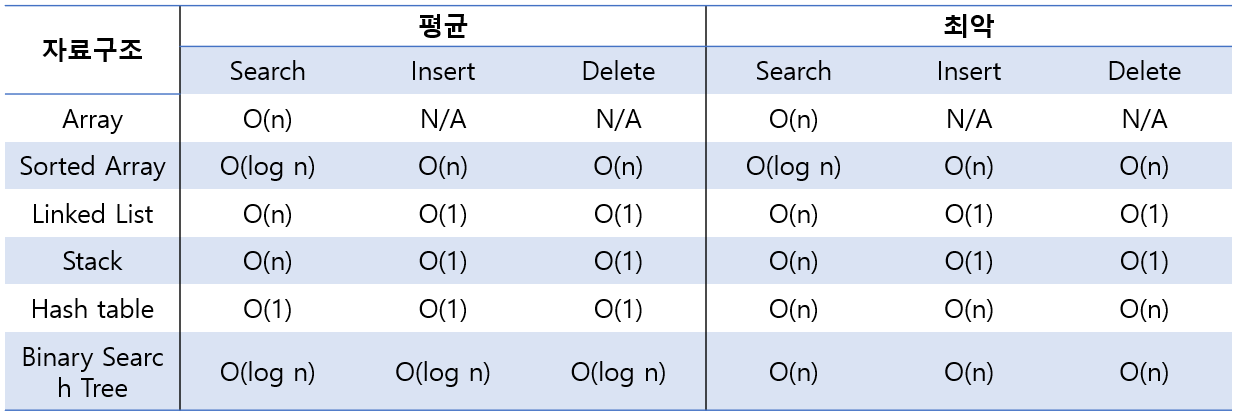 자료구조 평균 최악
Search Insert Delete Search Insert Delete
Array O(n) N/A N/A O(n) N/A N/A
Sorted Array O(log n) O(n) O(n) O(log n) O(n) O(n)
Linked List O(n) O(1) O(1) O(n) O(1) O(1)
Stack O(n) O(1) O(1) O(n) O(1) O(1)
Hash table O(1) O(1) O(1) O(n) O(n) O(n)
Binary Searc
h Tree O(log n) O(log n) O(log n) O(n) O(n) O(n)